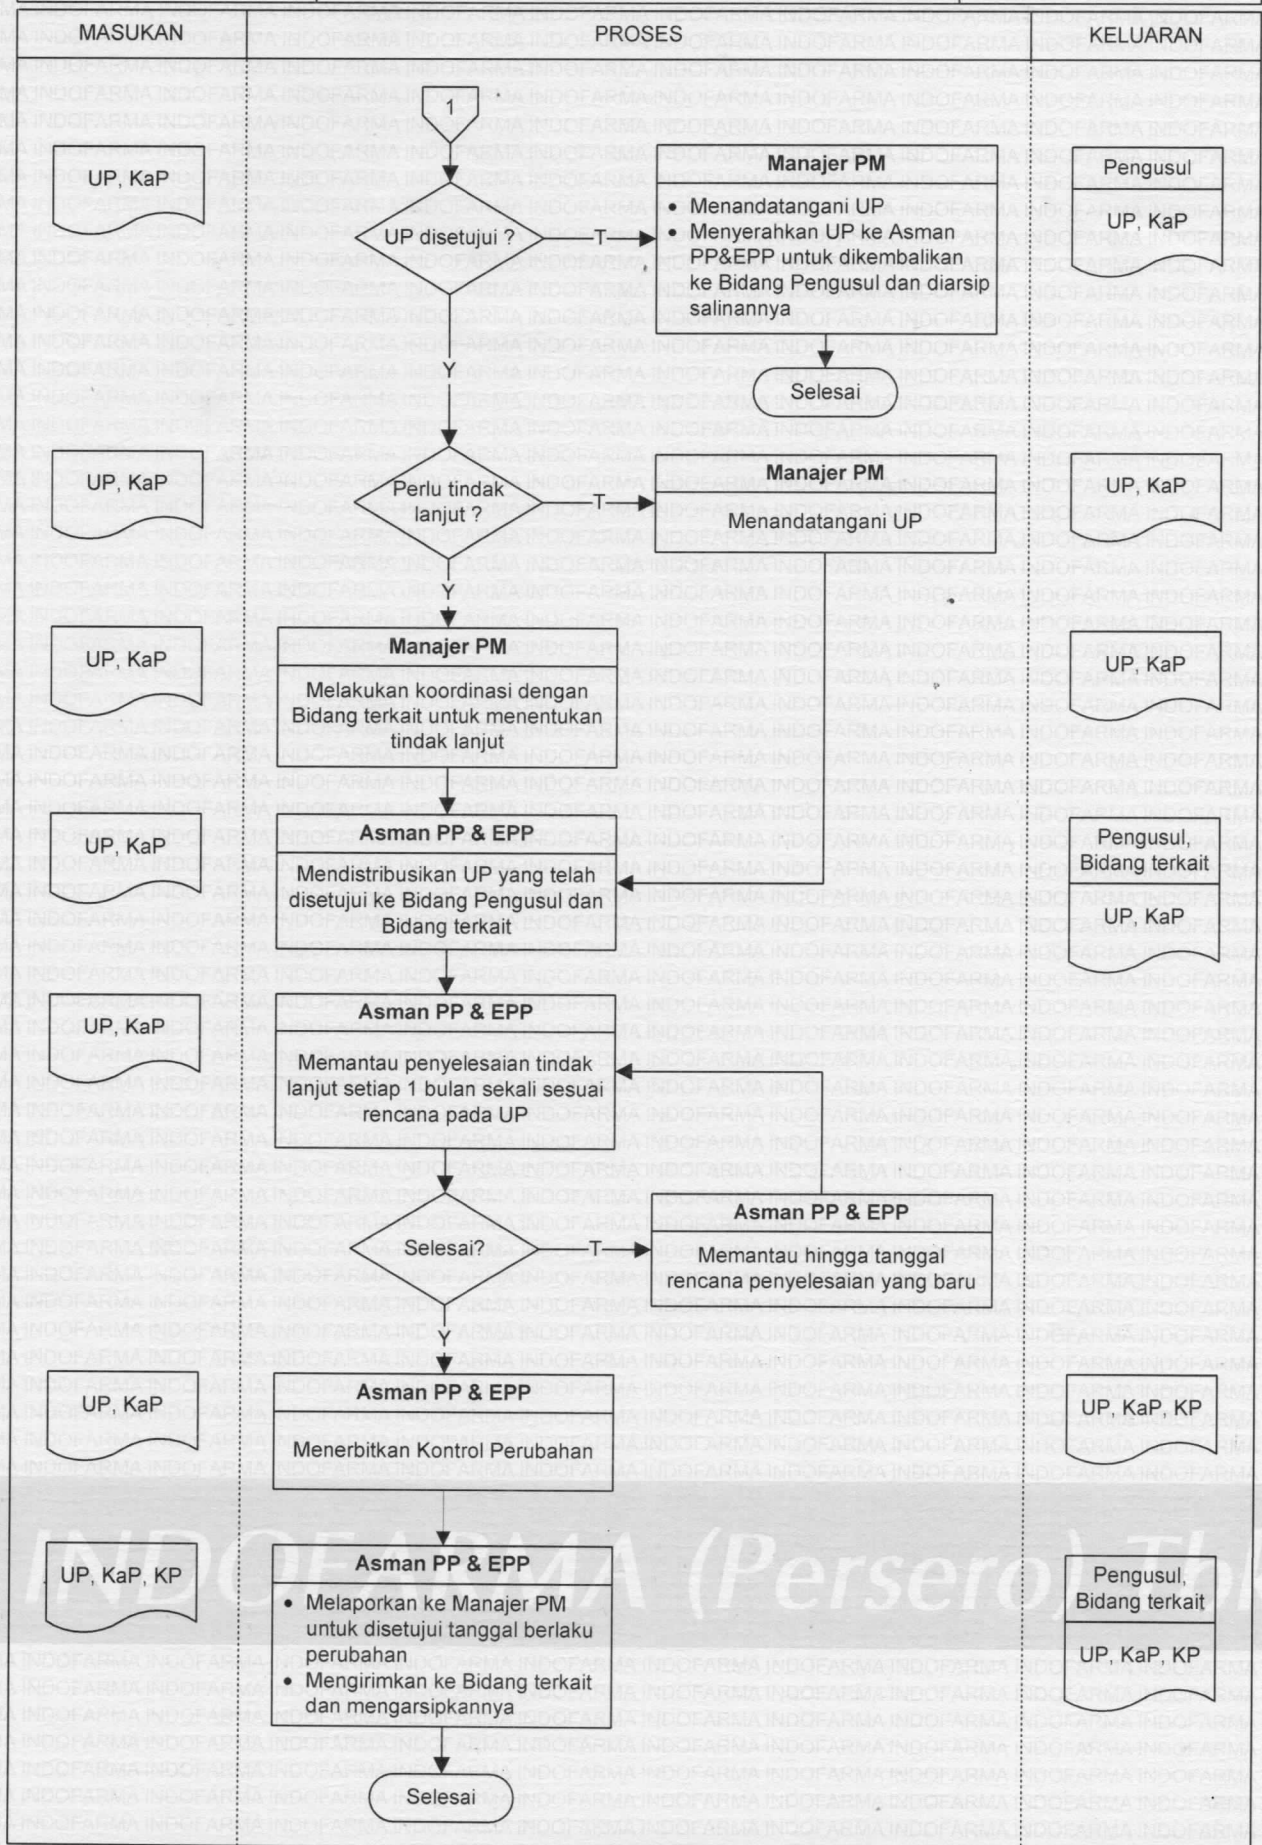 MASUKAN
PROSES
KELUARAN
1
UP, KaP
UP disetujui ?
T
Manajer PM
• Menandatangani UP
• Menyerahkan UP ke Asman
PP&EPP untuk dikembalikan
ke Bidang Pengusul dan diarsip
salinannya
Pengusul
UP, KaP
Y
Selesai
UP, KaP
Perlu tindak
lanjut ?
T
Manajer PM
Menandatangani UP
UP, KaP
Y
UP, KaP
Manajer PM
Melakukan koordinasi dengan
Bidang terkait untuk menentukan
tindak lanjut
UP, KaP
UP, KaP
Asman PP & EPP
Mendistribusikan UP yang telah
disetujui ke Bidang Pengusul dan
Bidang terkait
Pengusul,
Bidang terkait
UP, KaP
UP, KaP
Asman PP & EPP
Memantau penyelesaian tindak
lanjut setiap 1 bulan sekali sesuai
rencana pada UP
Selesai?
T
Asman PP & EPP
Memantau hingga tanggal
rencana penyelesaian yang baru
Y
UP, KaP
Asman PP & EPP
Menerbitkan Kontrol Perubahan
UP, KaP, KP
INDOFARMA (Persero) Tbk
UP, KaP, KP
Asman PP & EPP
• Melaporkan ke Manajer PM
untuk disetujui tanggal berlaku
perubahan
• Mengirimkan ke Bidang terkait
dan mengarsipkannya
Pengusul,
Bidang terkait
UP, KaP, KP
Selesai